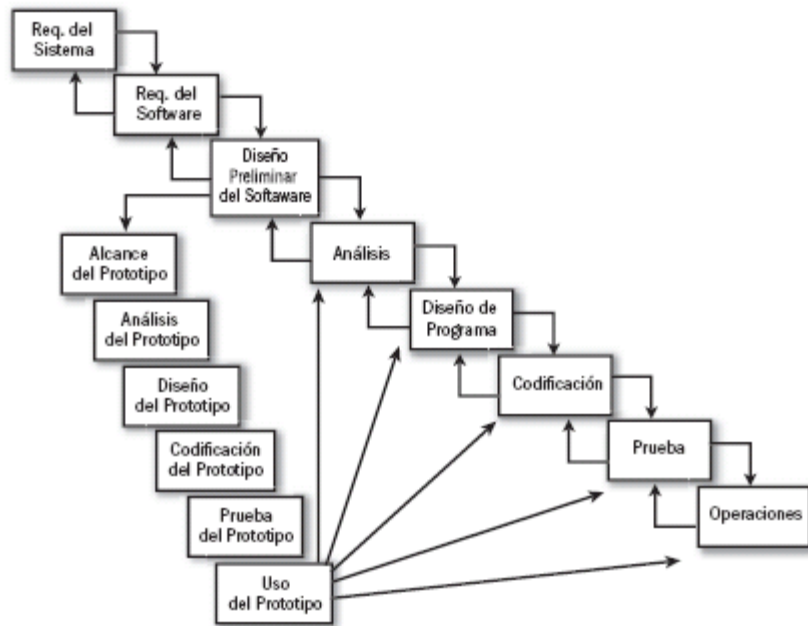 Req. del
Sistema
Req. del
Software
Diseño
Preliminar
del Softaware
Alcance
del Prototipo
Análisis
Análisis
del Prototipo
Diseño de
Programa
Diseño
del Prototipo
Codificación
Codificación
del Prototipo
Prueba
Prueba
del Prototipo
Operaciones
Uso
del Prototipo